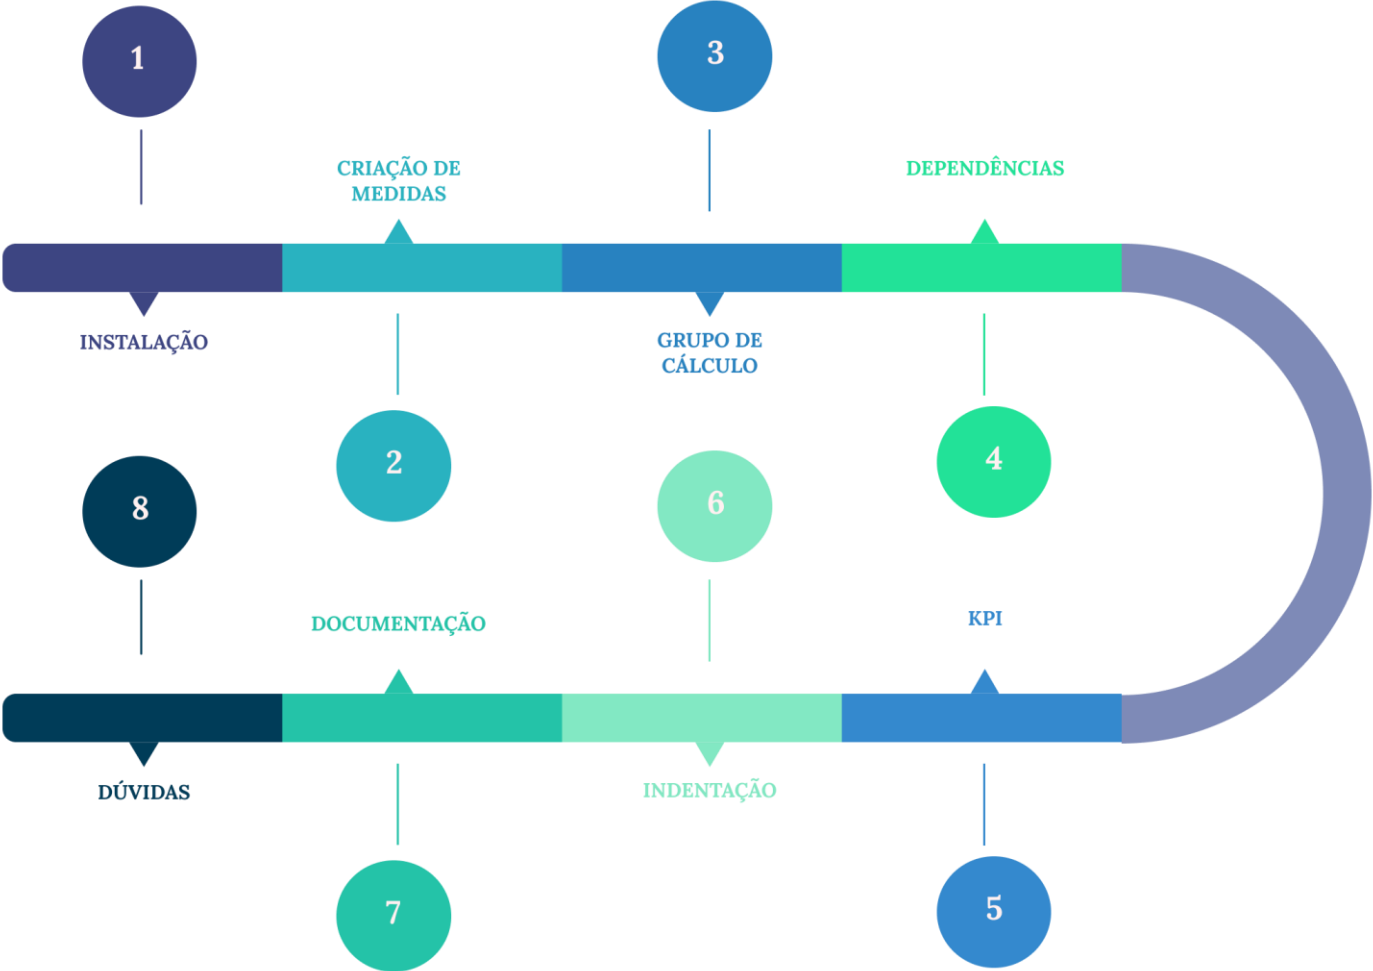 1
3
CRIAÇÃO DE
MEDIDAS
DEPENDÊNCIAS
INSTALAÇÃO
GRUPO DE
CÁLCULO
2
4
8
6
DOCUMENTAÇÃO
KPI
DÚVIDAS
INDENTAÇÃO
7
5